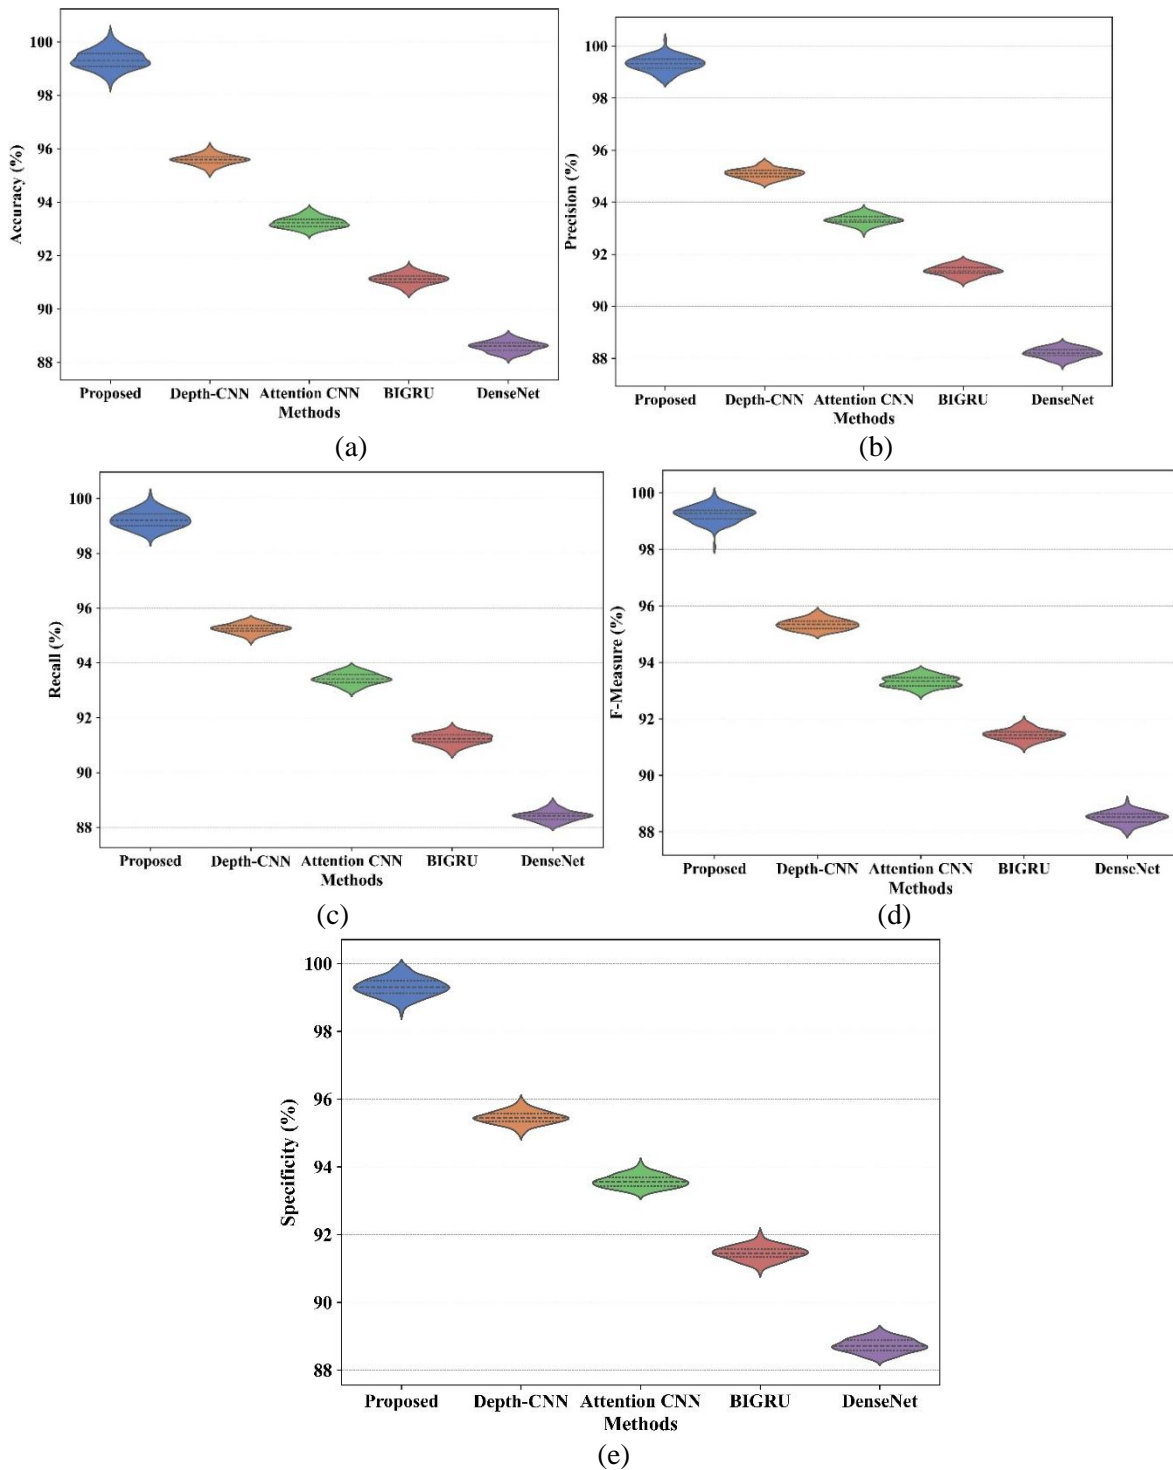 100
98
96
94
92
90
88
Accuracy (%)
Proposed Depth-CNN Attention CNN BIGRU DenseNet
Methods
(a)
100
98
96
94
92
90
88
Precision (%)
Proposed Depth-CNN Attention CNN BIGRU DenseNet
Methods
(b)
100
98
96
94
92
90
88
Recall (%)
Proposed Depth-CNN Attention CNN BIGRU DenseNet
Methods
(c)
100
98
96
94
92
90
88
F-Measure (%)
Proposed Depth-CNN Attention CNN BIGRU DenseNet
Methods
(d)
100
98
96
94
92
90
88
Specificity (%)
Proposed Depth-CNN Attention CNN BIGRU DenseNet
Methods
(e)